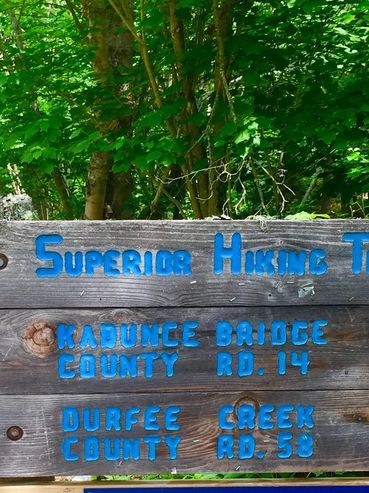 SUPERIOR HIKING T
KADUNCE BRIDGE
COUNTY RD. 14
DURFEE CREEK
COUNTY RD. 58